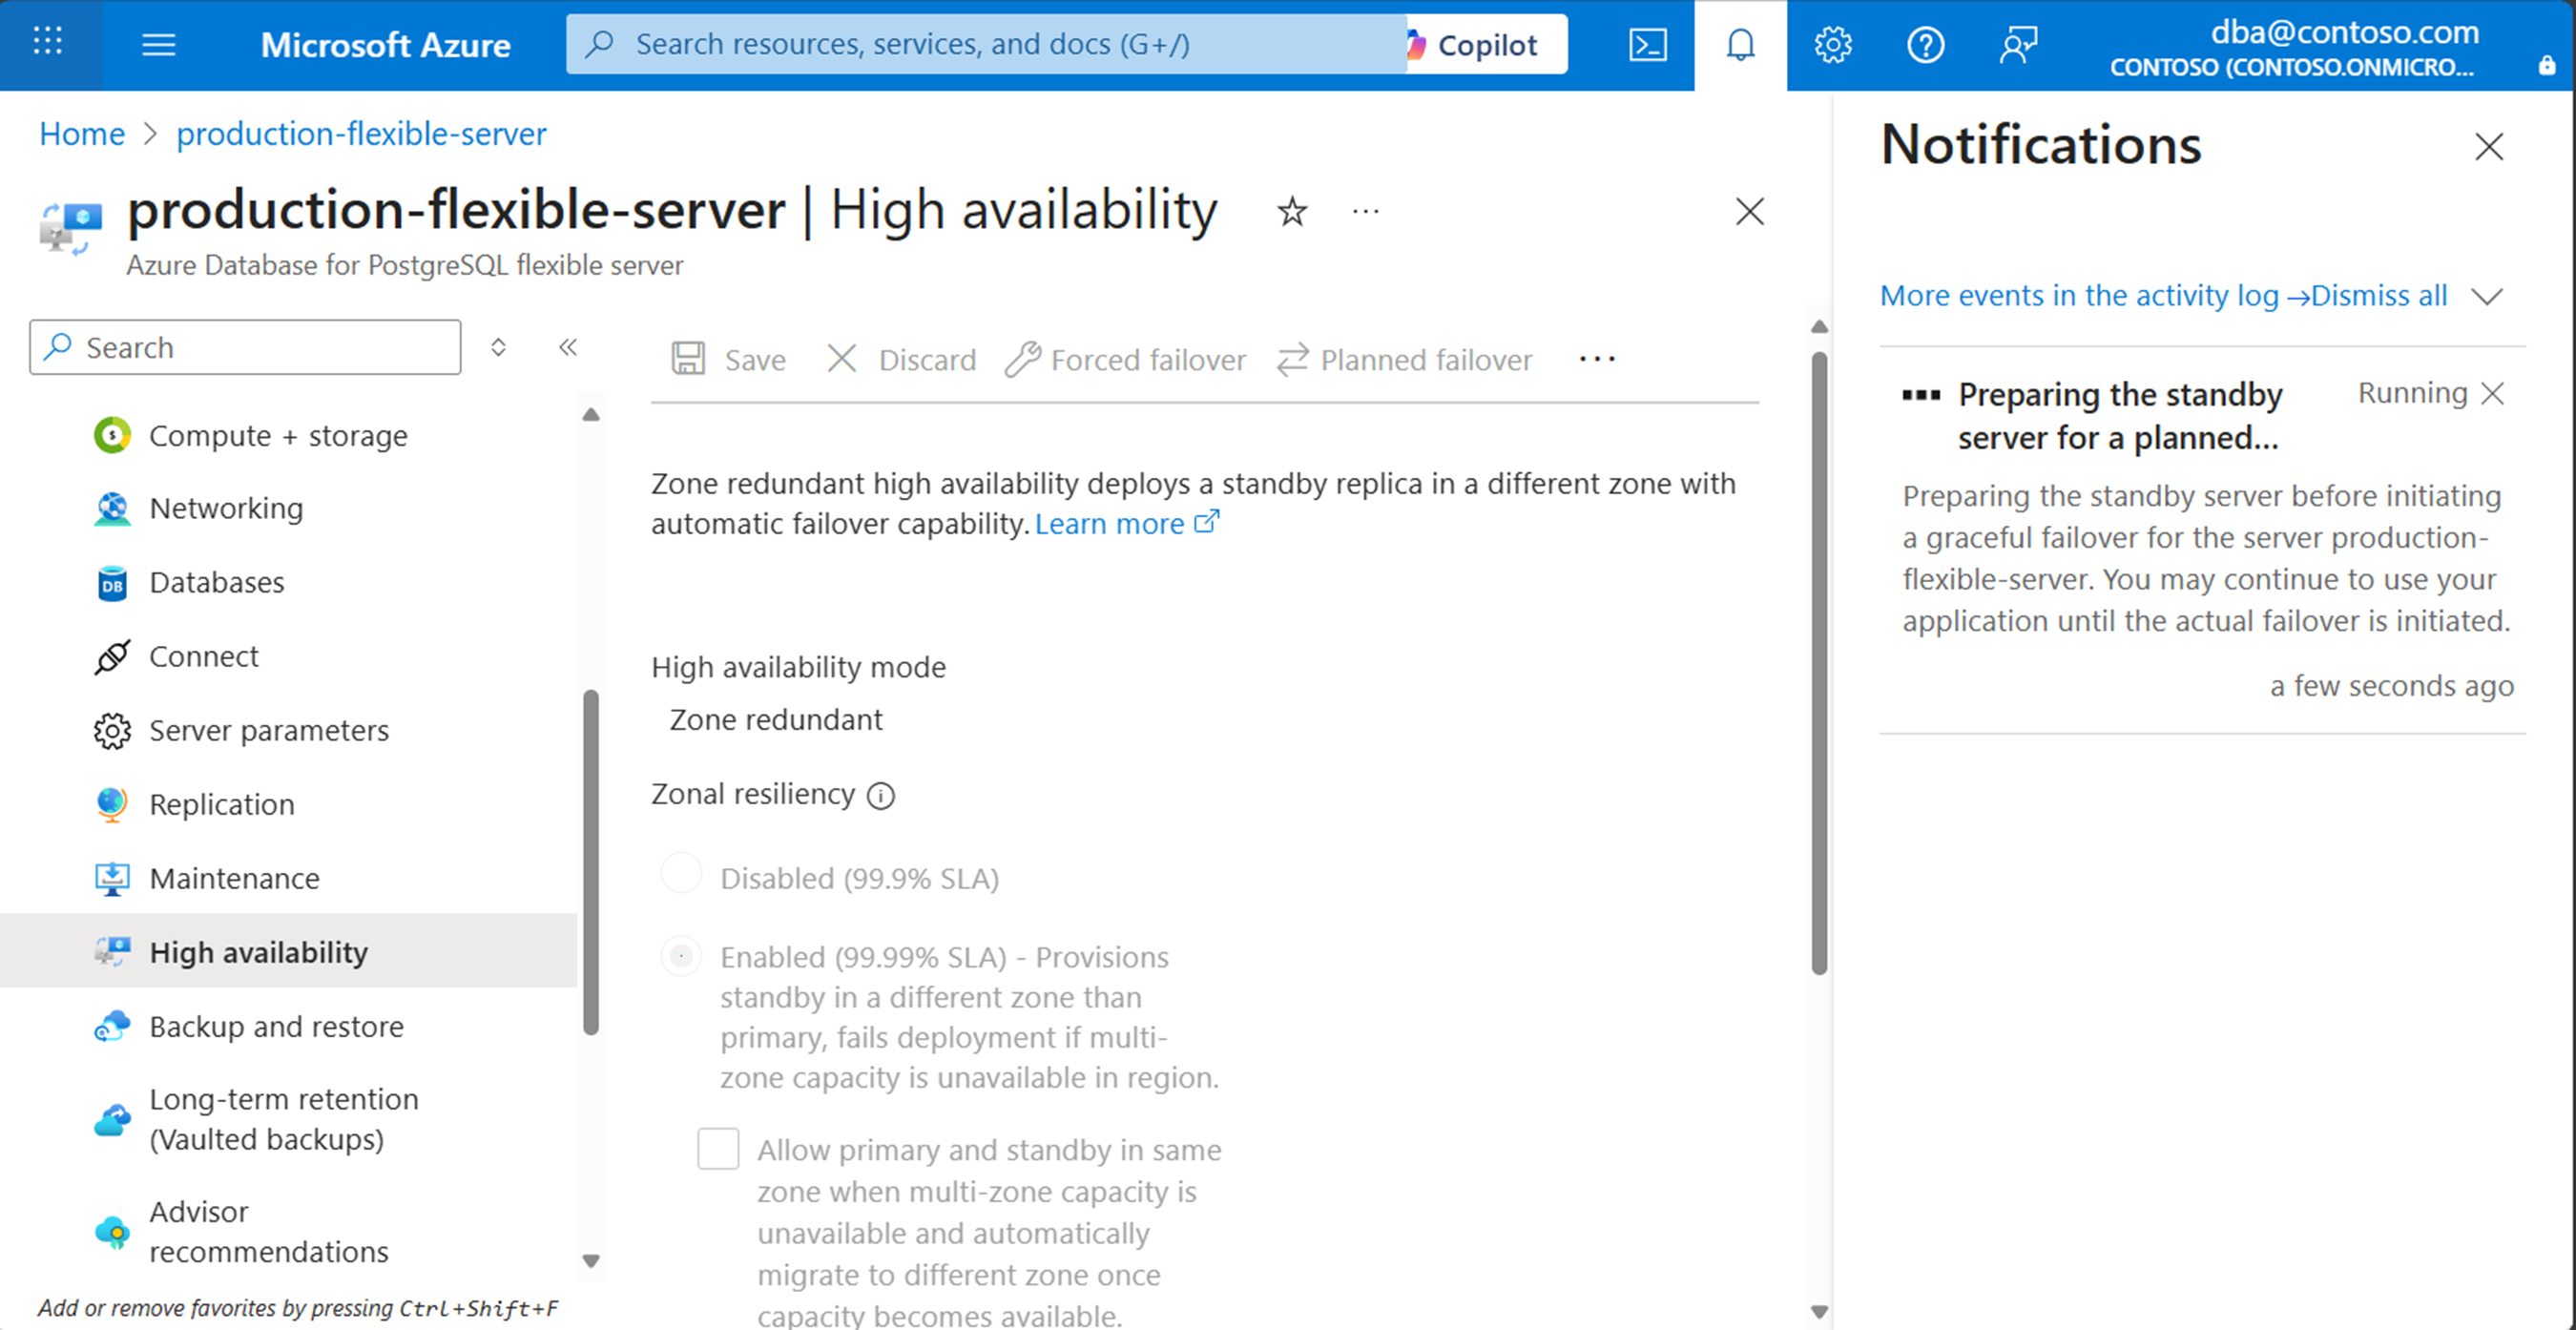 Microsoft Azure
Search resources, services, and docs (G+/)
Copilot
dba@contoso.com
CONTOSO (CONTOSO.ONMICRO...
Home > production-flexible-server
production-flexible-server | High availability
Azure Database for PostgreSQL flexible server
Search
Compute + storage
Networking
Databases
Connect
Server parameters
Replication
Maintenance
High availability
Backup and restore
Long-term retention
(Vaulted backups)
Advisor
recommendations
Add or remove favorites by pressing Ctrl+Shift+F
Save Discard Forced failover Planned failover ...
Zone redundant high availability deploys a standby replica in a different zone with
automatic failover capability. Learn more
High availability mode
Zone redundant
Zonal resiliency
Disabled (99.9% SLA)
Enabled (99.99% SLA) - Provisions
standby in a different zone than
primary, fails deployment if multi-
zone capacity is unavailable in region.
Allow primary and standby in same
zone when multi-zone capacity is
unavailable and automatically
migrate to different zone once
capacity becomes available.
Notifications
More events in the activity log → Dismiss all
Preparing the standby Running
server for a planned...
Preparing the standby server before initiating
a graceful failover for the server production-
flexible-server. You may continue to use your
application until the actual failover is initiated.
a few seconds ago